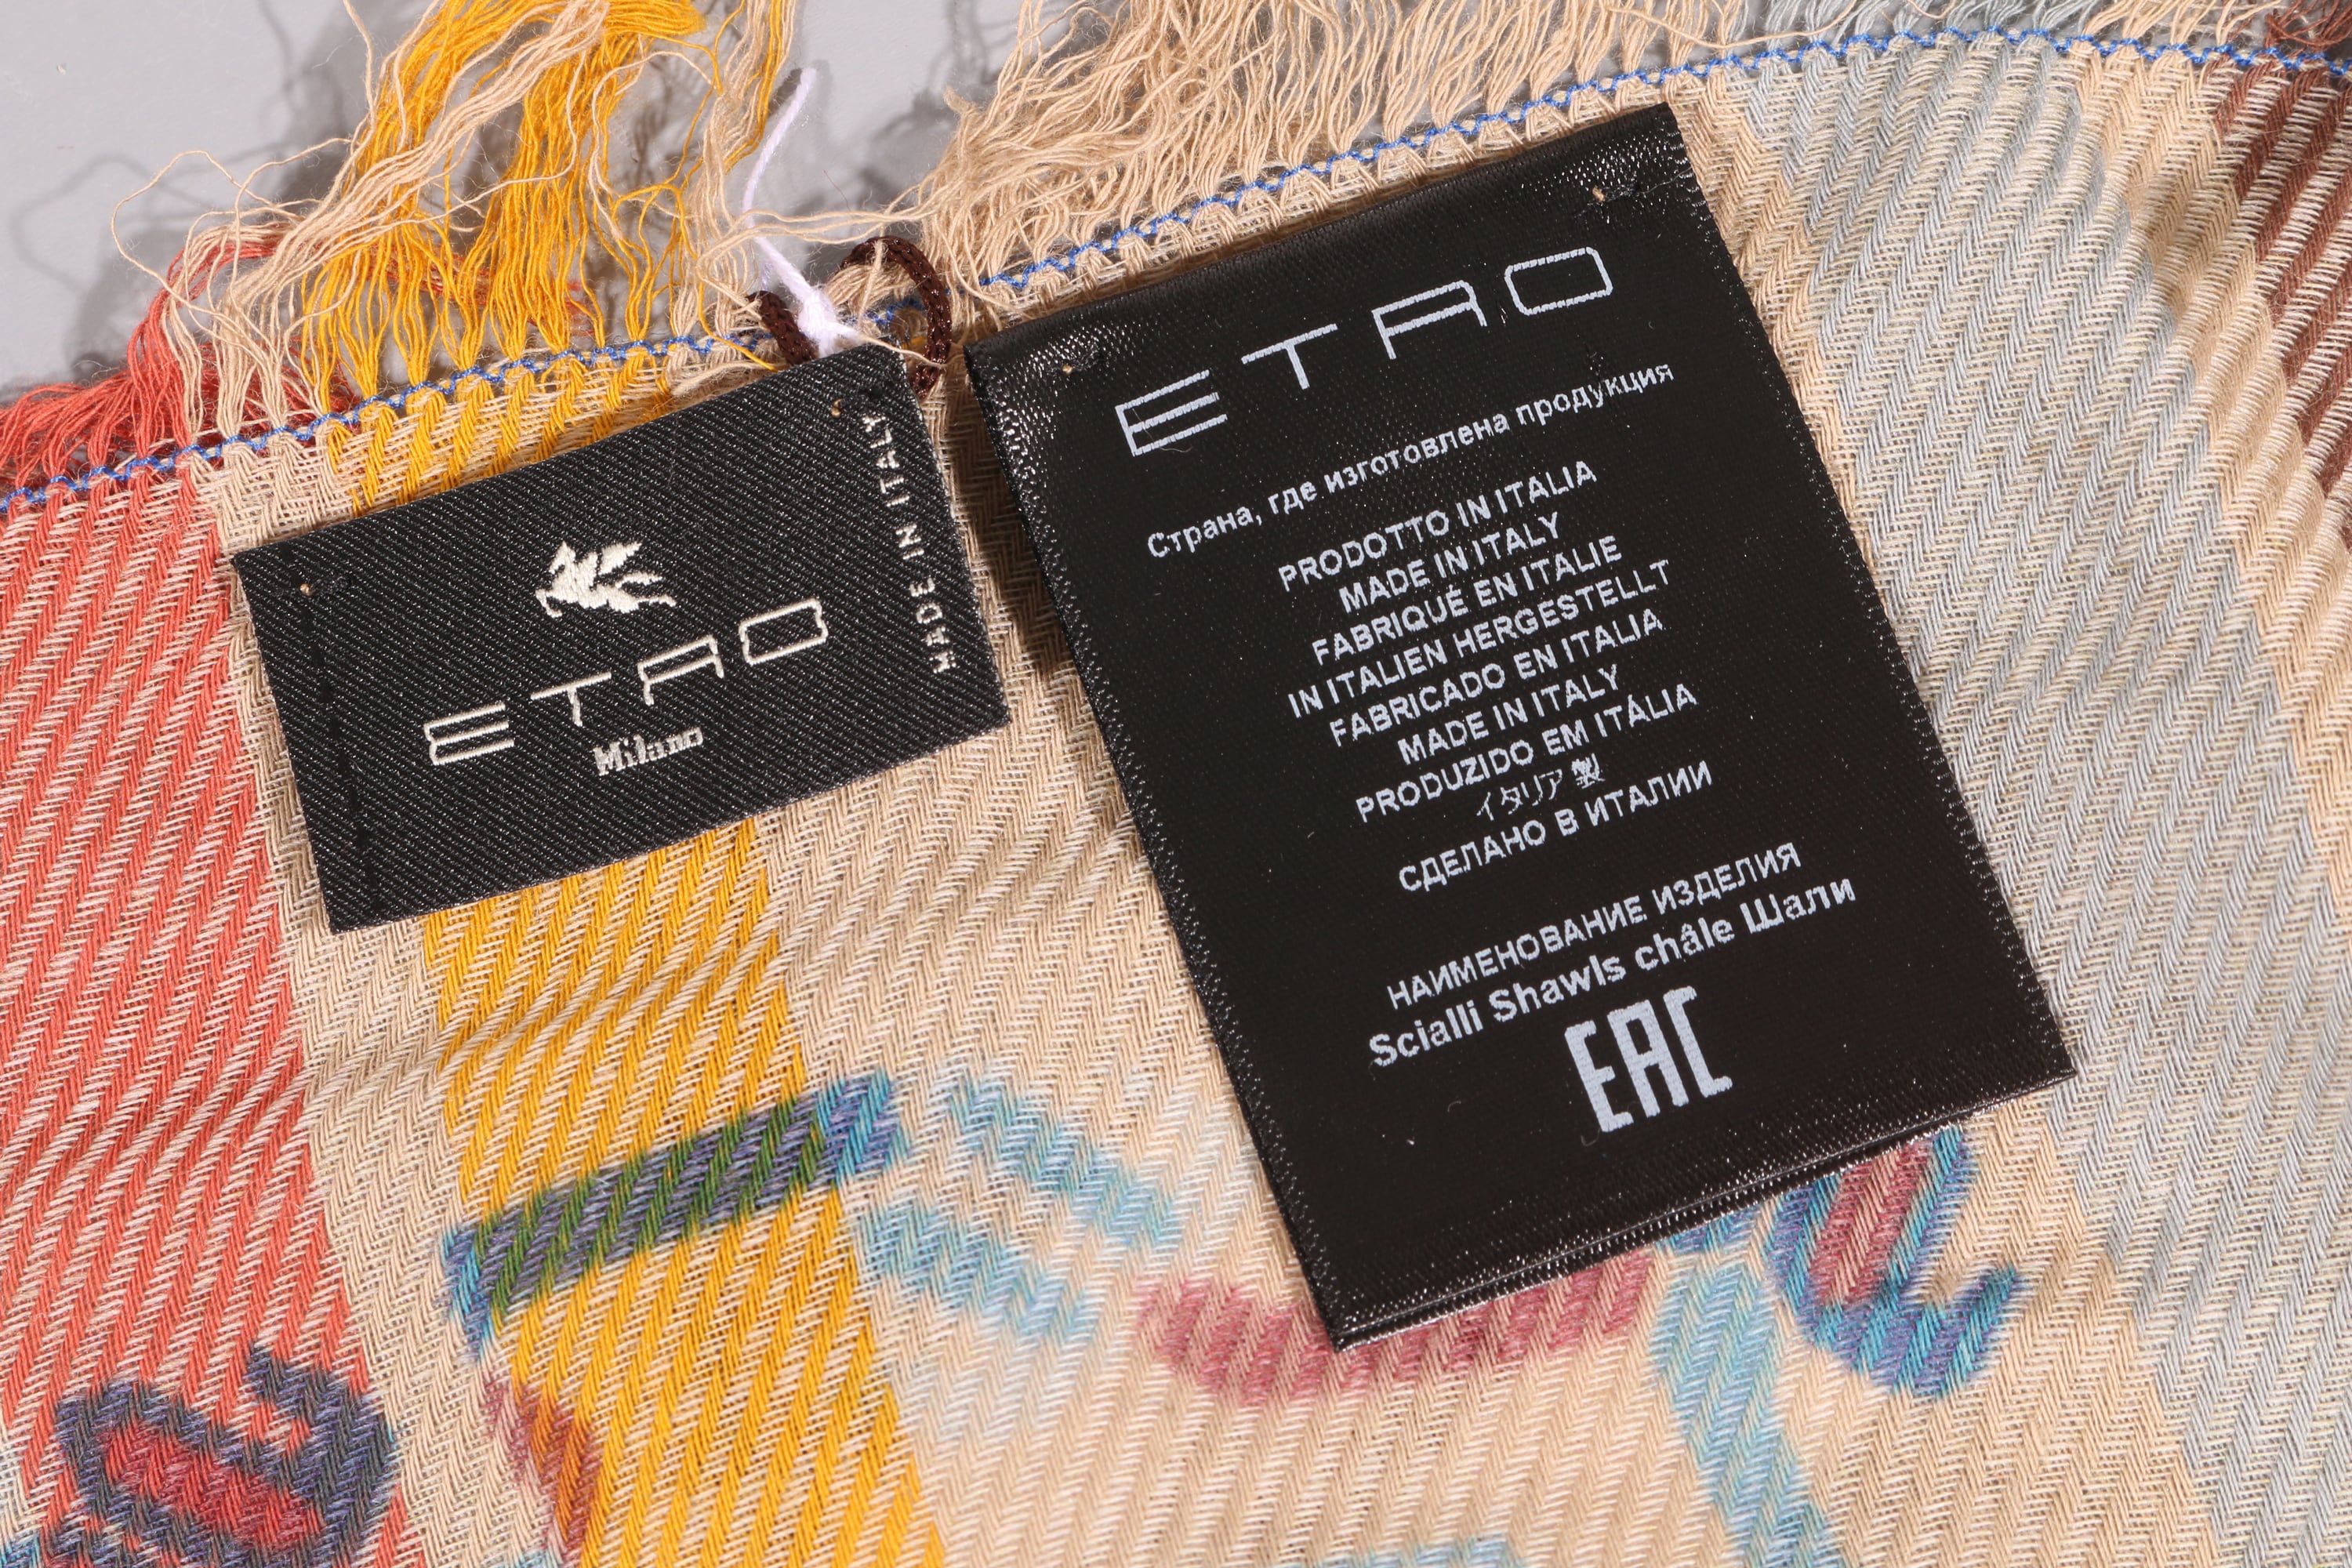 ETRO
Milano
MADE IN ITALY
ETRO
Страна, где изготовлена продукция
PRODOTTO IN ITALIA
MADE IN ITALY
FABRIQUÉ EN ITALIE
IN ITALIEN HERGESTELLT
FABRICADO EN ITALIA
MADE IN ITALY
PRODUZIDO EM ITÁLIA
イタリア製
СДЕЛАНО В ИТАЛИИ
НАИМЕНОВАНИЕ ИЗДЕЛИЯ
Scialli Shawls châle Шали
EAC